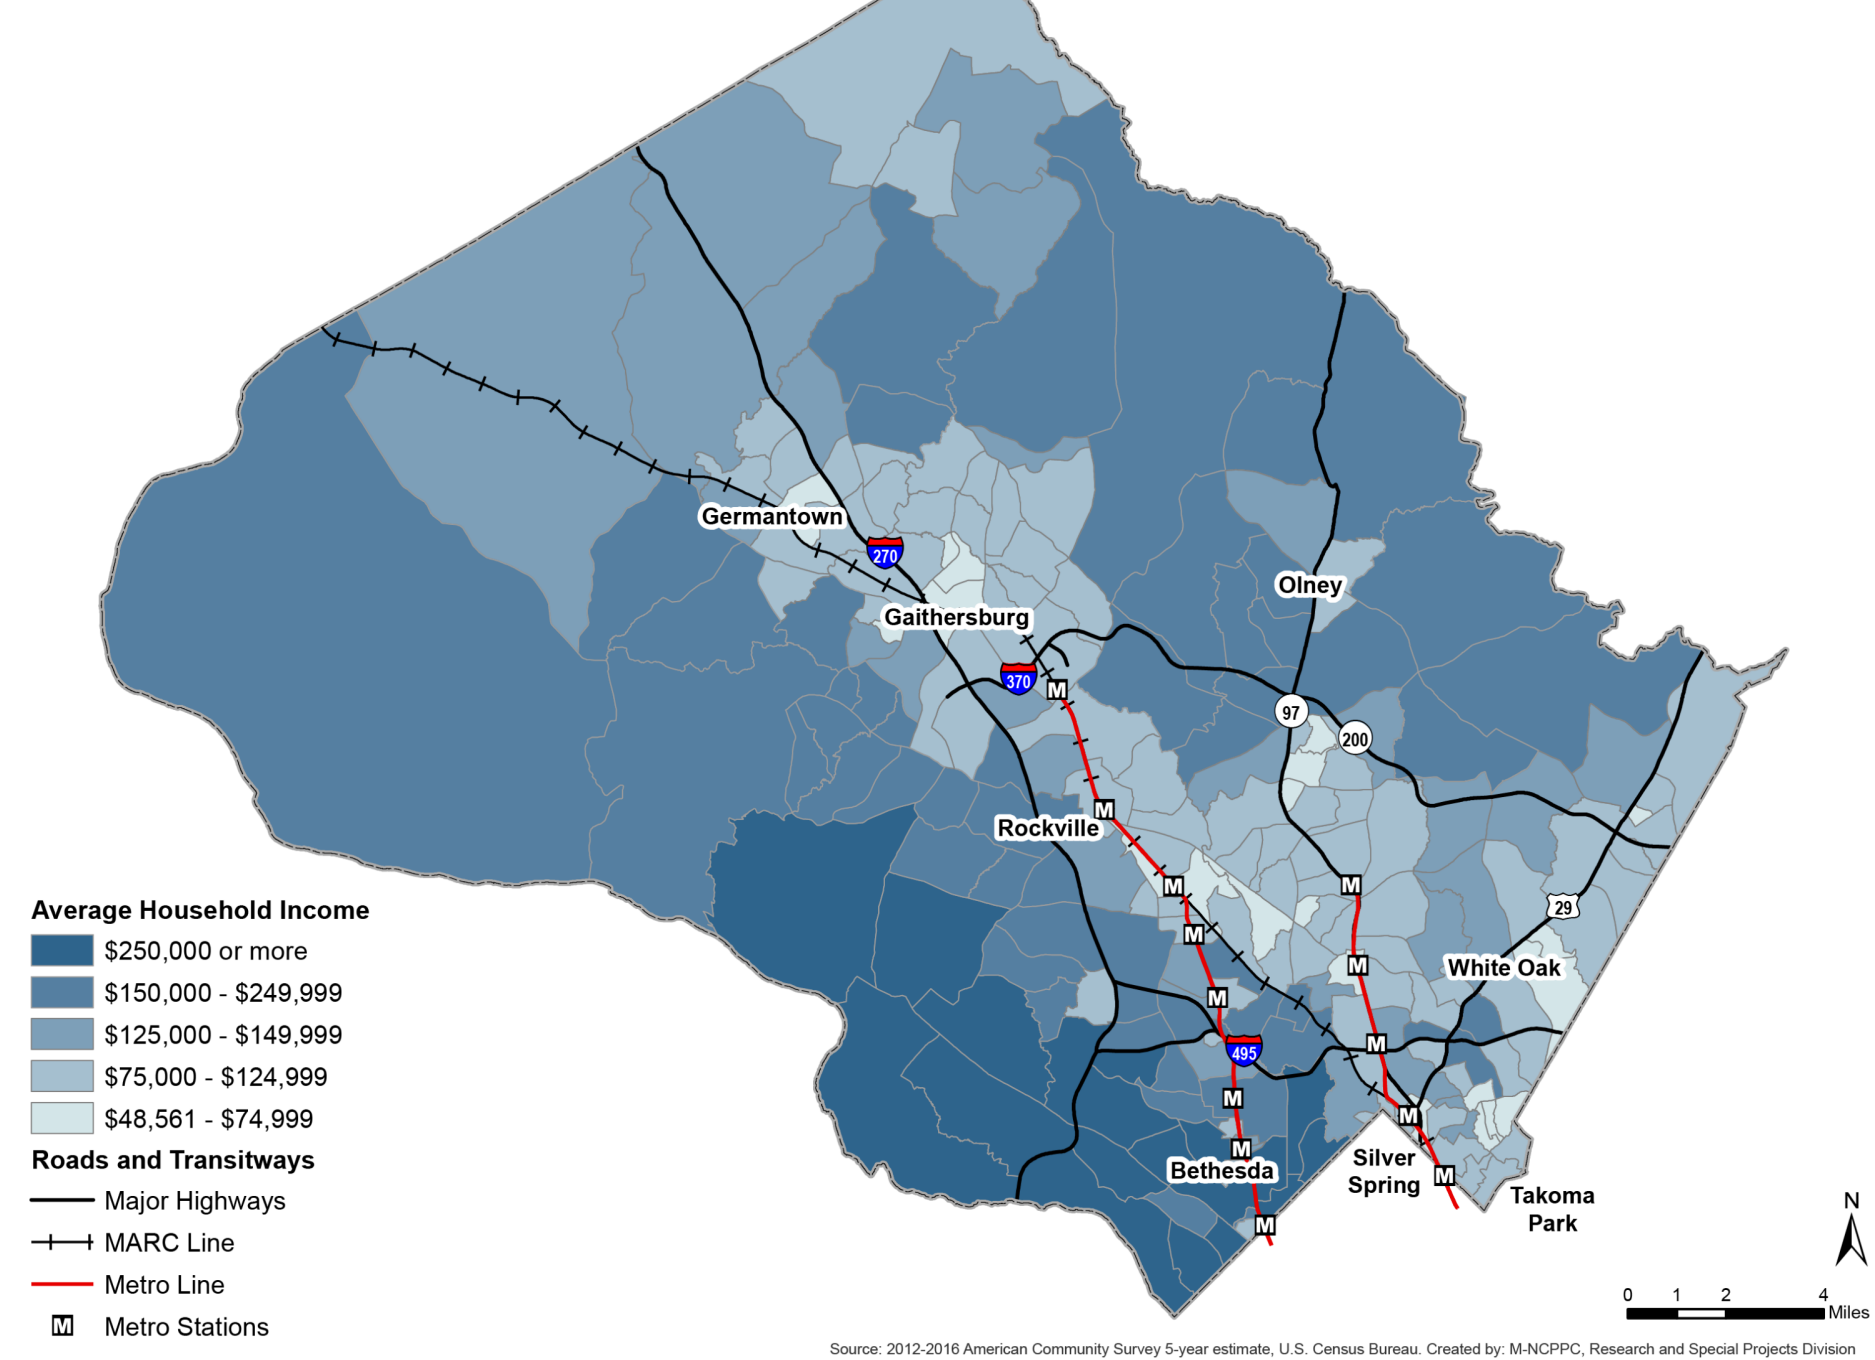 Germantown
270
Gaithersburg
370
Olney
97
200
Rockville
29
White Oak
495
Bethesda
Silver
Spring
Takoma
Park
M
M
M
M
M
M
M
M
M
M
M
M
M
Average Household Income
$250,000 or more
$150,000 - $249,999
$125,000 - $149,999
$75,000 - $124,999
$48,561 - $74,999
Roads and Transitways
Major Highways
MARC Line
Metro Line
M Metro Stations
N
0 1 2 4
Miles
Source: 2012-2016 American Community Survey 5-year estimate, U.S. Census Bureau. Created by: M-NCPPC, Research and Special Projects Division